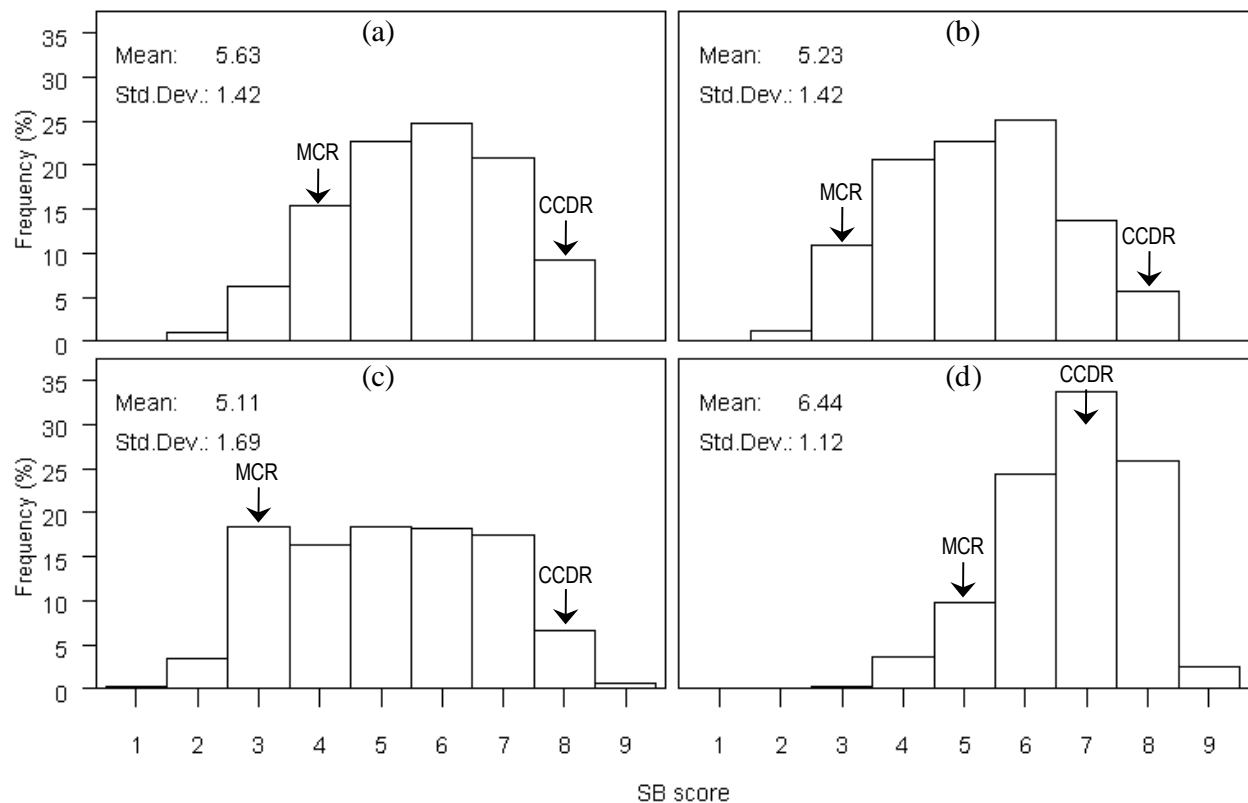 (a)
Mean: 5.63
Std.Dev.: 1.42
MCR
CCDR
Frequency (%)
35
30
25
20
15
10
5
0
(b)
Mean: 5.23
Std.Dev.: 1.42
MCR
CCDR
(c)
Mean: 5.11
Std.Dev.: 1.69
MCR
CCDR
Frequency (%)
35
30
25
20
15
10
5
0
(d)
CCDR
Mean: 6.44
Std.Dev.: 1.12
MCR
1 2 3 4 5 6 7 8 9
1 2 3 4 5 6 7 8 9
SB score